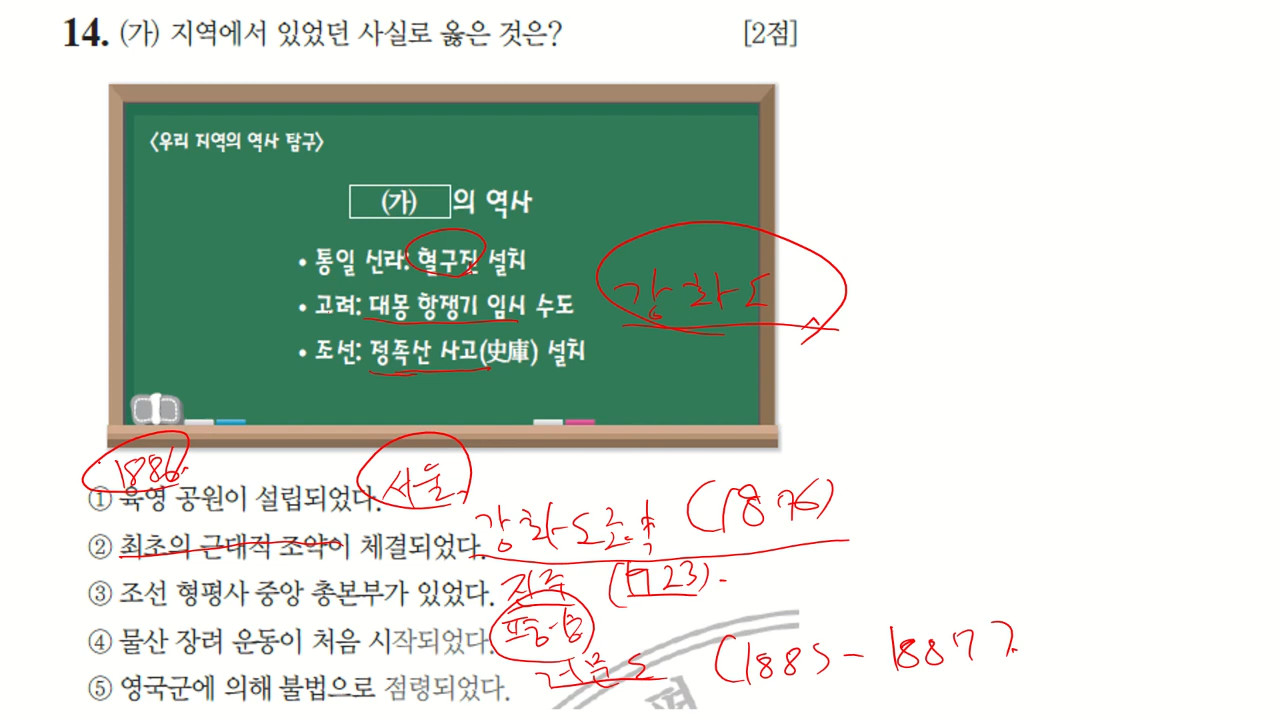 14. (가) 지역에서 있었던 사실로 옳은 것은? [2점]
〈우리 지역의 역사 탐구〉
(가)의 역사
• 통일 신라: 혈구진 설치
• 고려: 대몽 항쟁기 임시 수도
강화도
• 조선: 정족산 사고(史庫) 설치
1886.
서울.
① 육영 공원이 설립되었다.
강화도조약 (1876)
② 최초의 근대적 조약이 체결되었다.
③ 조선 형평사 중앙 총본부가 있었다. 진주 (1923).
④ 물산 장려 운동이 처음 시작되었다. 평양
⑤ 영국군에 의해 불법으로 점령되었다. 거문도 (1885-1887).